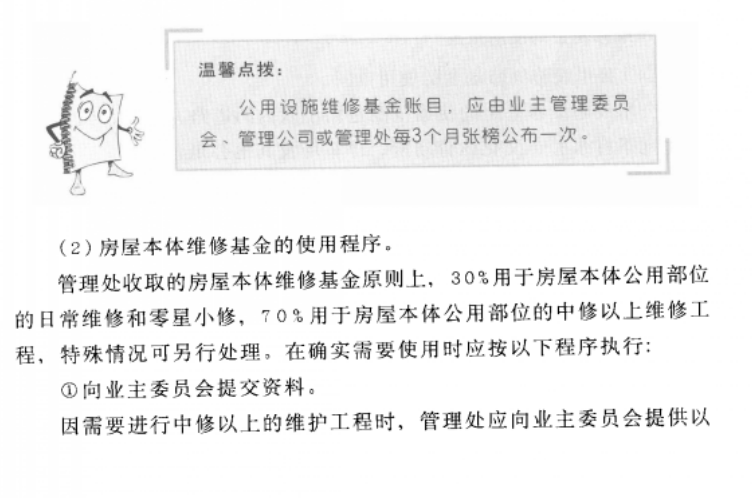 温馨点拨：
公用设施维修基金账目，应由业主管理委员
会、管理公司或管理处每3个月张榜公布一次。
(2)房屋本体维修基金的使用程序。
管理处收取的房屋本体维修基金原则上，30%用于房屋本体公用部位
的日常维修和零星小修，70%用于房屋本体公用部位的中修以上维修工
程，特殊情况可另行处理。在确实需要使用时应按以下程序执行：
①向业主委员会提交资料。
因需要进行中修以上的维护工程时，管理处应向业主委员会提供以